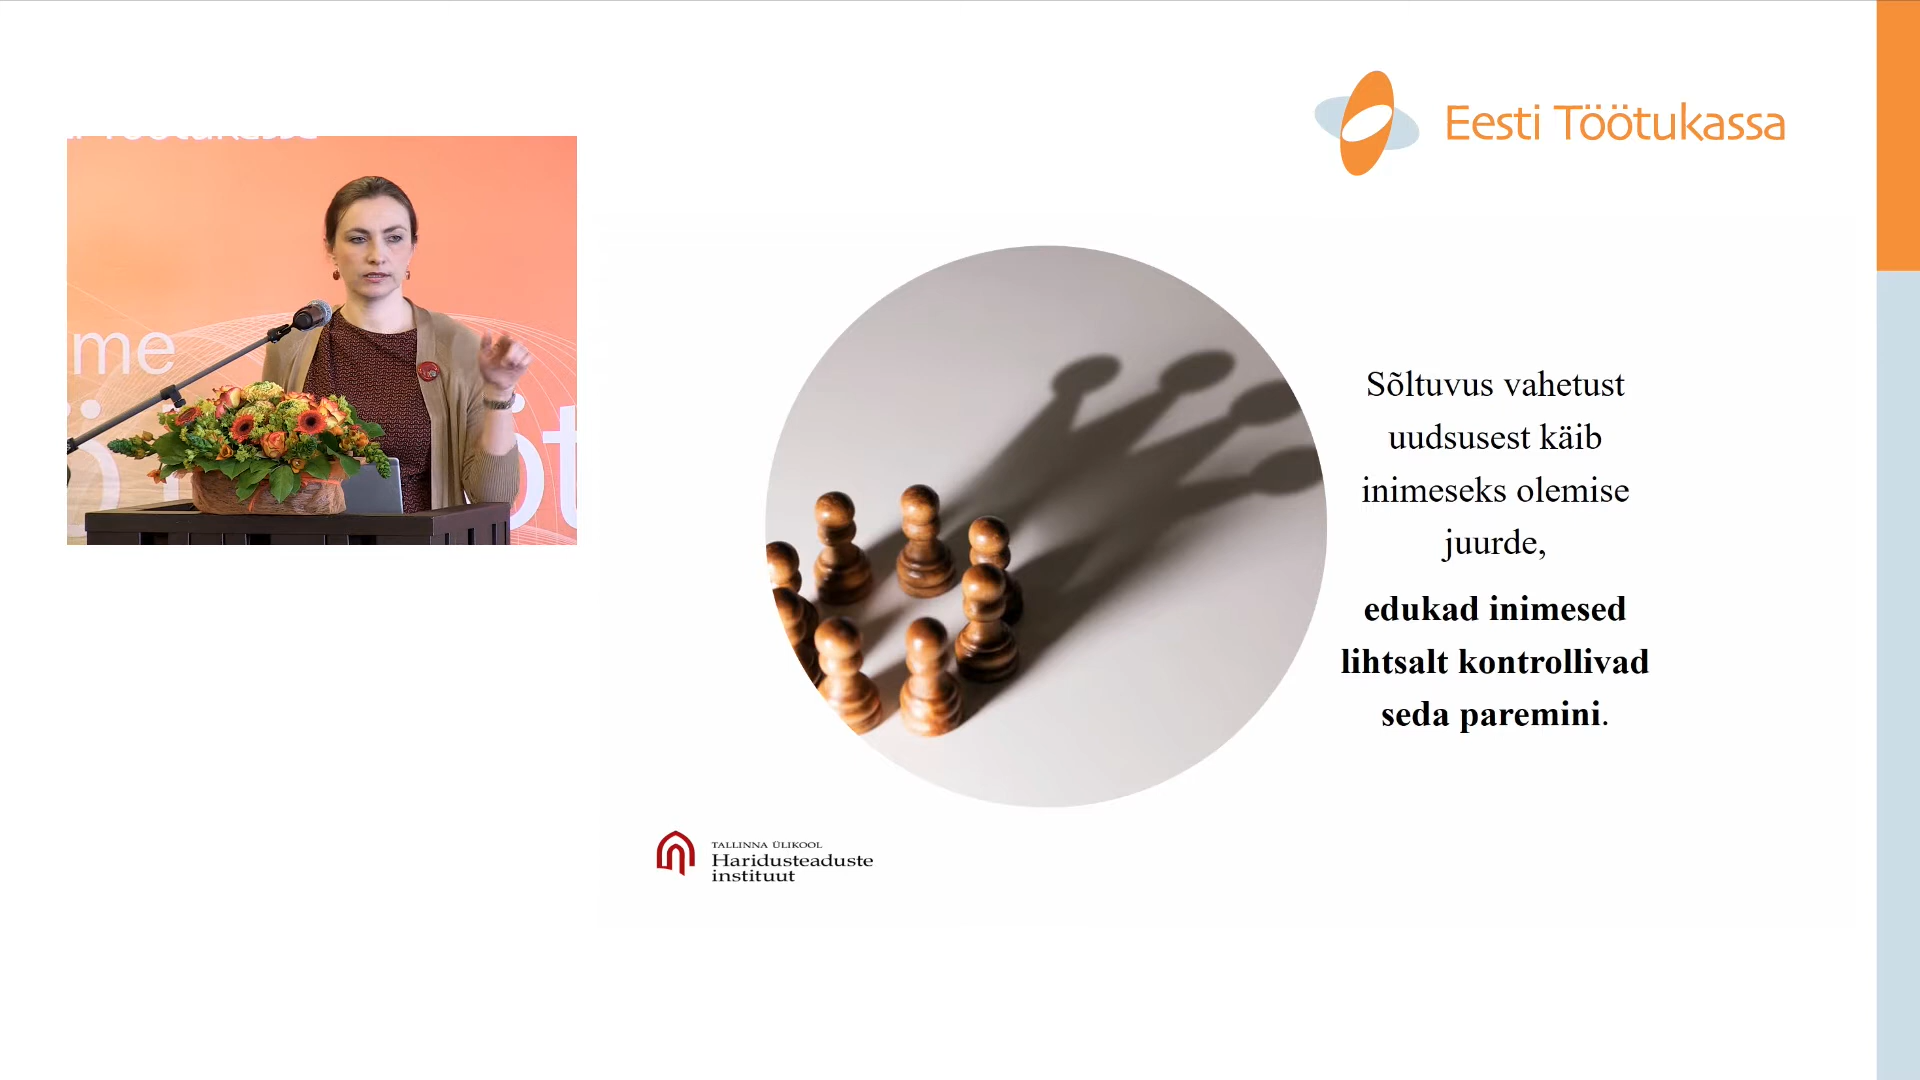 Eesti Töötukassa
me
Sõltuvus vahetust
uudsusest käib
inimeseks olemise
juurde,
edukad inimesed
lihtsalt kontrollivad
seda paremini.
TALLINNA ÜLIKOOL
Haridusteaduste
instituut